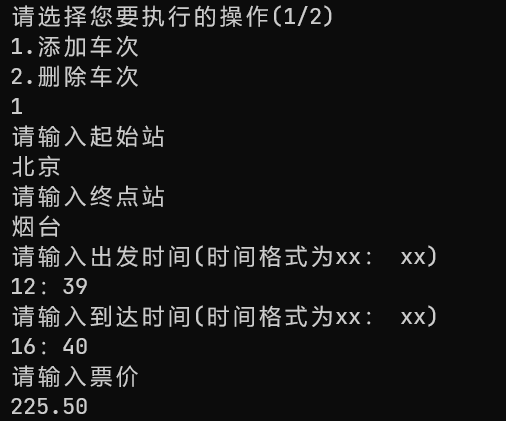 请选择您要执行的操作(1/2)
1.添加车次
2.删除车次
1
请输入起始站
北京
请输入终点站
烟台
请输入出发时间(时间格式为xx： xx)
12：39
请输入到达时间(时间格式为xx： xx)
16：40
请输入票价
225.50